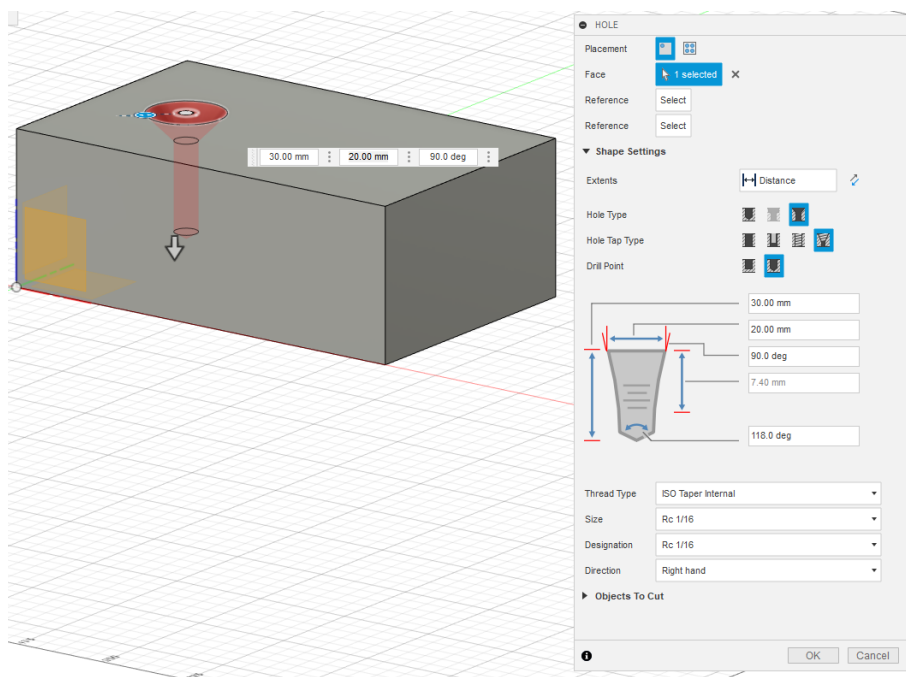 HOLE
Placement
Face 1 selected
Reference Select
Reference Select
Shape Settings
Extents Distance
Hole Type
Hole Tap Type
Drill Point
30.00 mm 20.00 mm 90.0 deg
30.00 mm
20.00 mm
90.0 deg
7.40 mm
118.0 deg
Thread Type ISO Taper Internal
Size Rc 1/16
Designation Rc 1/16
Direction Right hand
Objects To Cut
OK Cancel